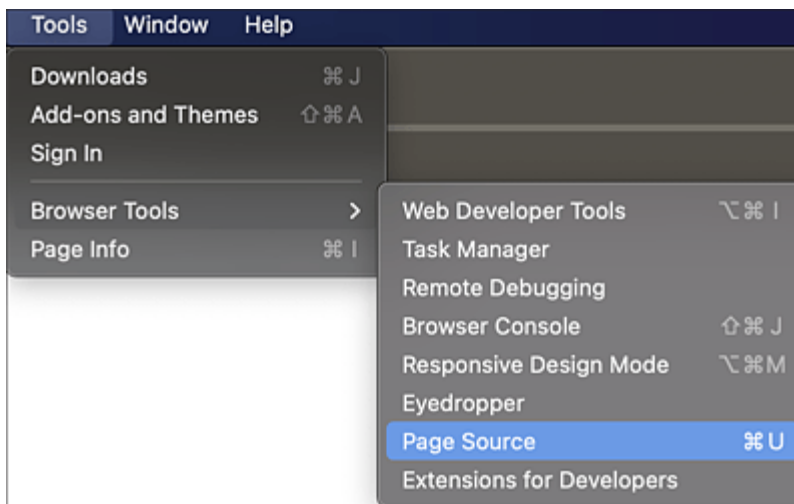 Tools Window Help
Downloads ⌘ J
Add-ons and Themes ⇧ ⌘ A
Sign In
Browser Tools >
Page Info ⌘ I
Web Developer Tools ⌥ ⌘ I
Task Manager
Remote Debugging
Browser Console ⇧ ⌘ J
Responsive Design Mode ⌥ ⌘ M
Eyedropper
Page Source ⌘ U
Extensions for Developers